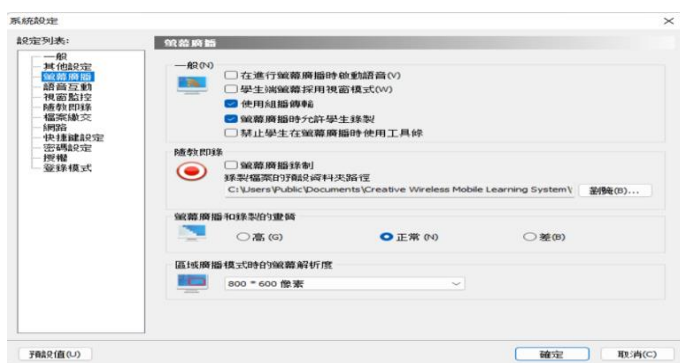 系統設定
設定列表:
一般
其他設定
螢幕廣播
語音互動
視窗監控
隨教即錄
檔案繳交
網路
快捷鍵設定
密碼設定
授權
登錄模式
螢幕廣播
一般(N)
在進行螢幕廣播時啟動語音(V)
學生端螢幕採用視窗模式(W)
使用組播傳輸
螢幕廣播時允許學生錄製
禁止學生在螢幕廣播時使用工具條
隨教即錄
螢幕廣播錄制
錄製檔案的預設資料夾路徑
C:\Users\Public\Documents\Creative Wireless Mobile Learning System\ 瀏覽(B)...
螢幕廣播和錄製的畫質
高 (G) 正常 (N) 差(B)
區域廣播模式時的螢幕解析度
800 * 600 像素
預設值(U) 確定 取消(C)